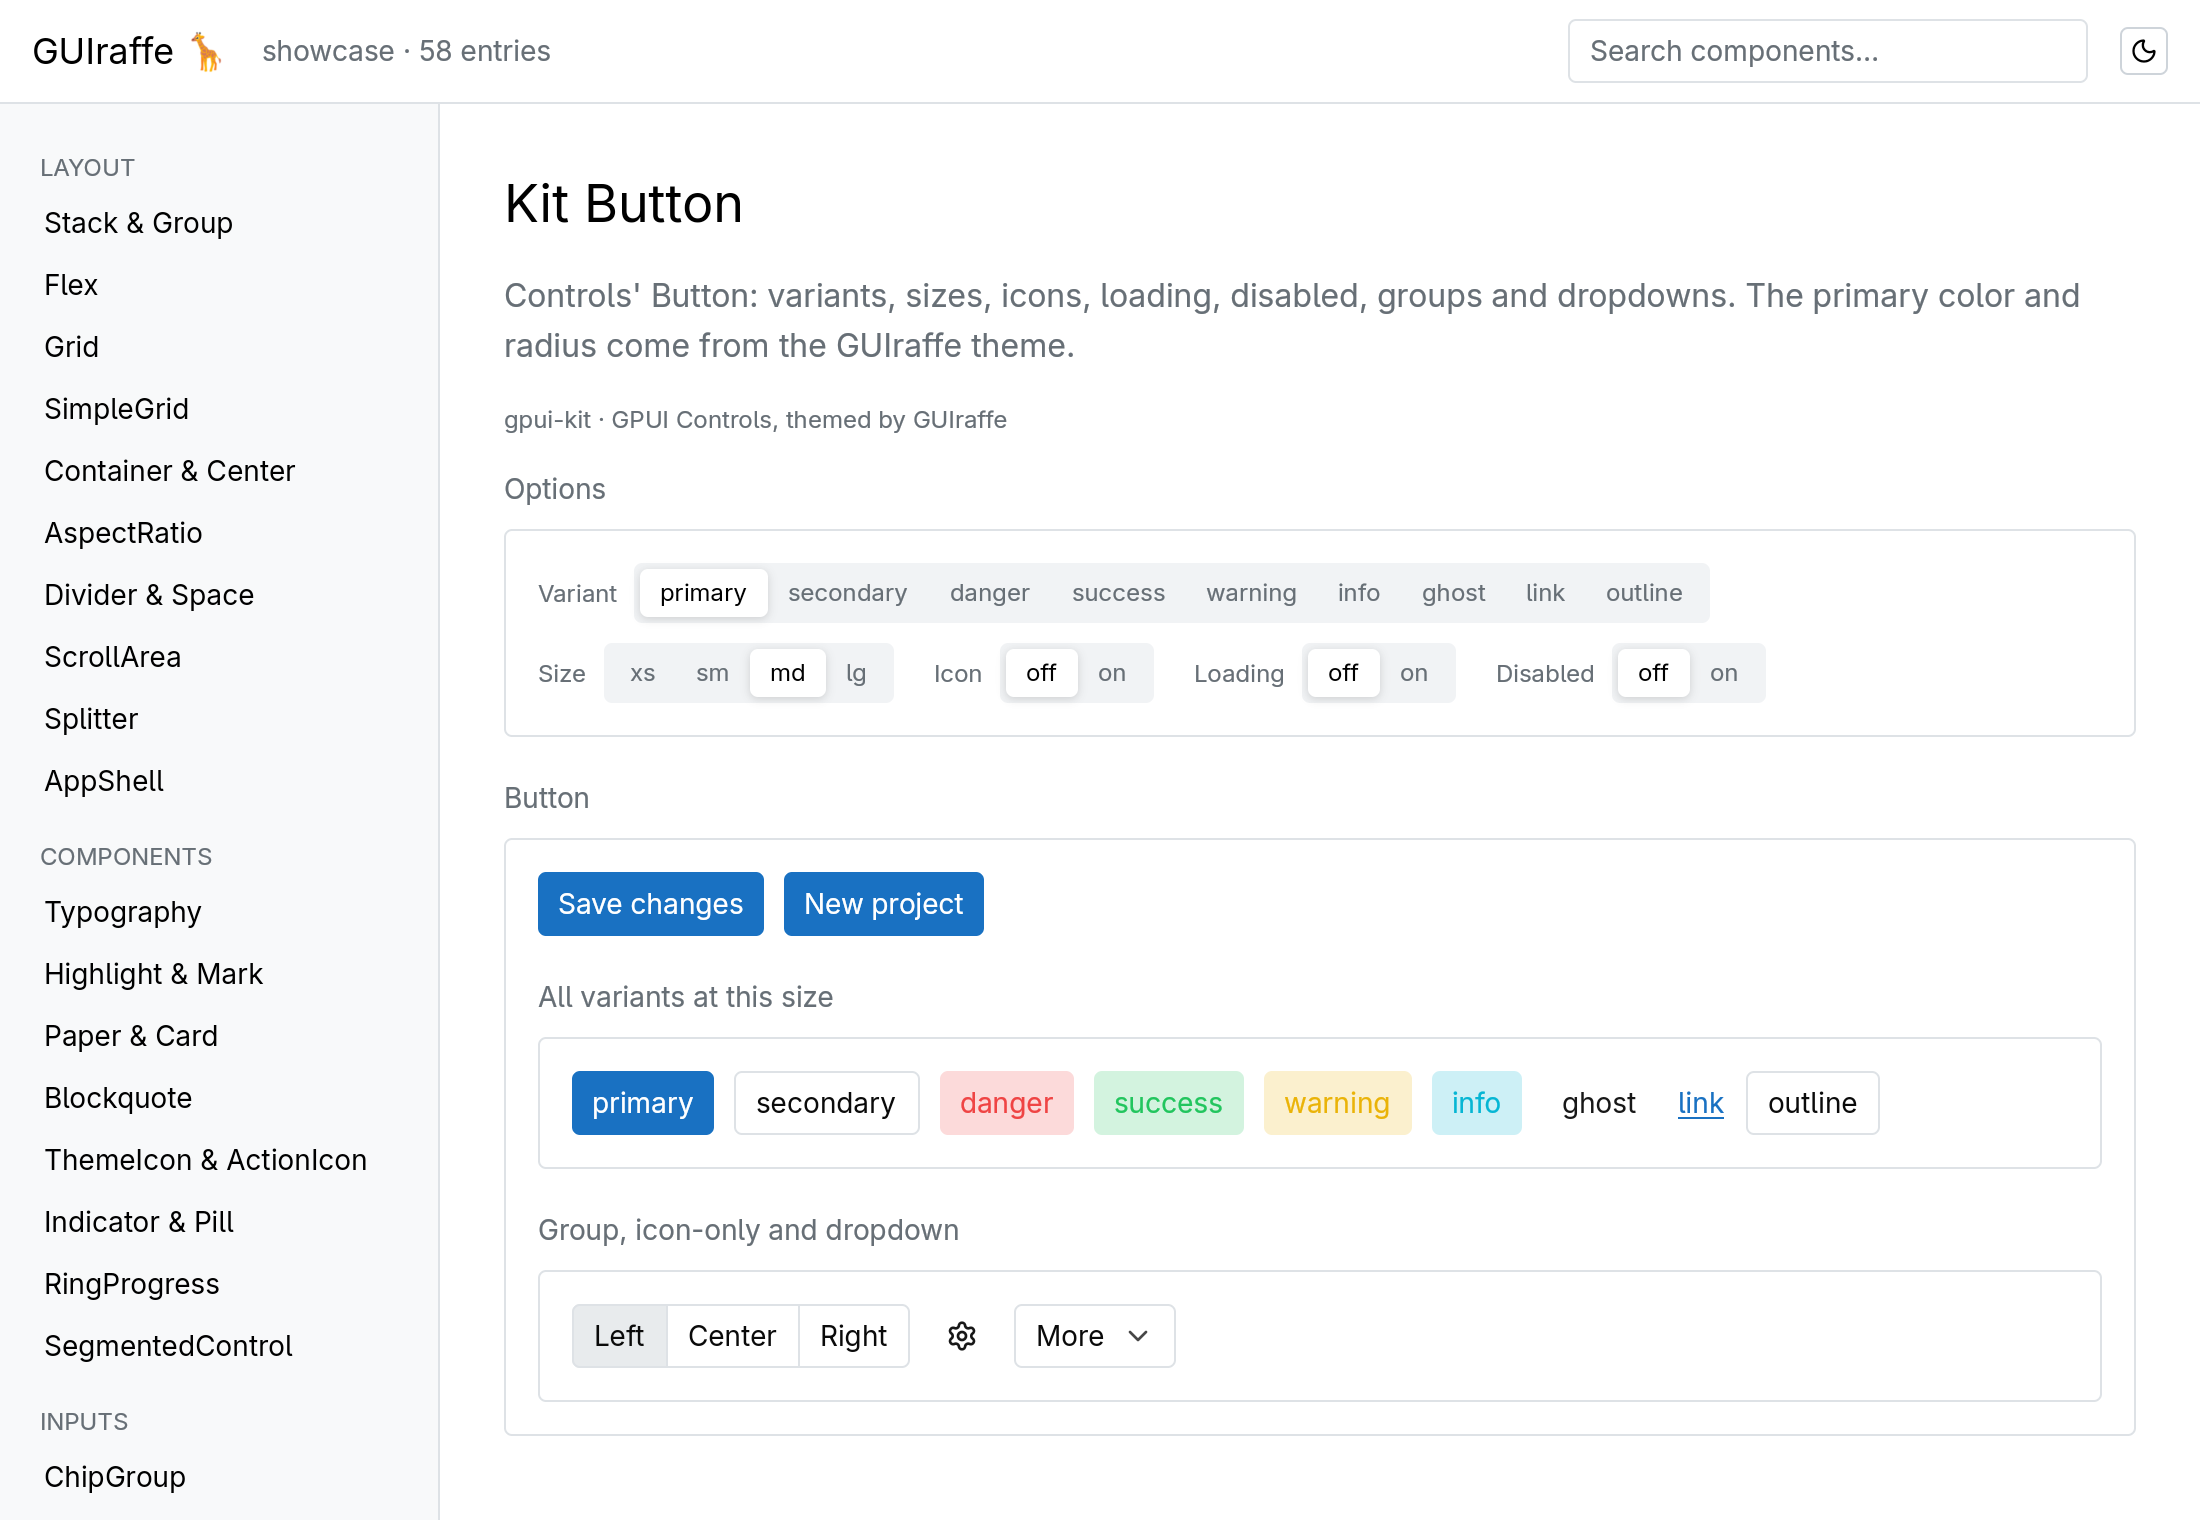 GUIraffe 🦒 showcase · 58 entries Search components...
LAYOUT
Stack & Group
Flex
Grid
SimpleGrid
Container & Center
AspectRatio
Divider & Space
ScrollArea
Splitter
AppShell
COMPONENTS
Typography
Highlight & Mark
Paper & Card
Blockquote
ThemeIcon & ActionIcon
Indicator & Pill
RingProgress
SegmentedControl
INPUTS
ChipGroup
Kit Button
Controls' Button: variants, sizes, icons, loading, disabled, groups and dropdowns. The primary color and
radius come from the GUIraffe theme.
gpui-kit · GPUI Controls, themed by GUIraffe
Options
Variant primary secondary danger success warning info ghost link outline
Size xs sm md lg Icon off on Loading off on Disabled off on
Button
Save changes New project
All variants at this size
primary secondary danger success warning info ghost link outline
Group, icon-only and dropdown
Left Center Right More